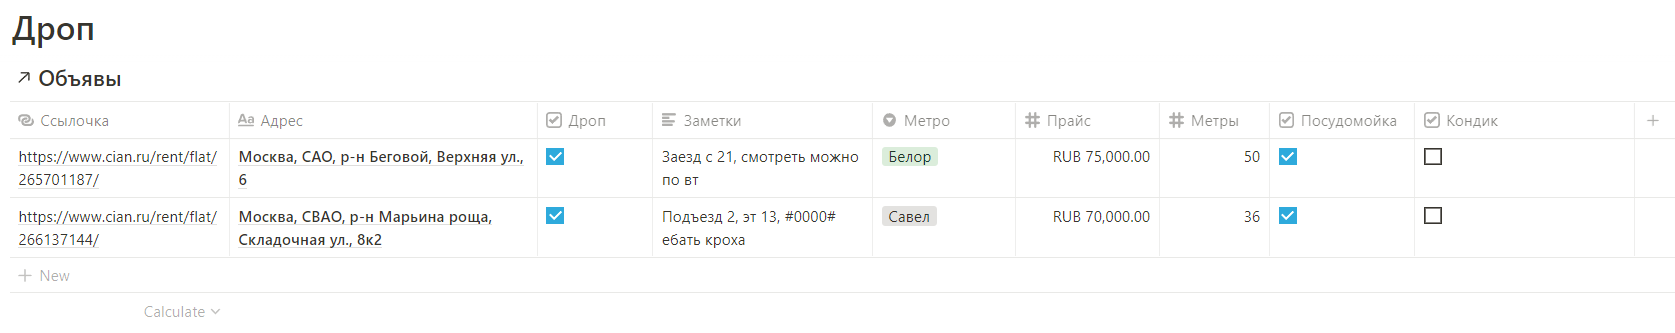 Дроп
Объявы
Ссылочка Адрес Дроп Заметки Метро Прайс Метры Посудомойка Кондик
https://www.cian.ru/rent/flat/ Москва, САО, р-н Беговой, Верхняя ул., Заезд с 21, смотреть можно Белор RUB 75,000.00 50
265701187/ 6 по вт
https://www.cian.ru/rent/flat/ Москва, СВАО, р-н Марьина роща, Подъезд 2, эт 13, #0000# Савел RUB 70,000.00 36
266137144/ Складочная ул., 8к2 ебать кроха
New
Calculate